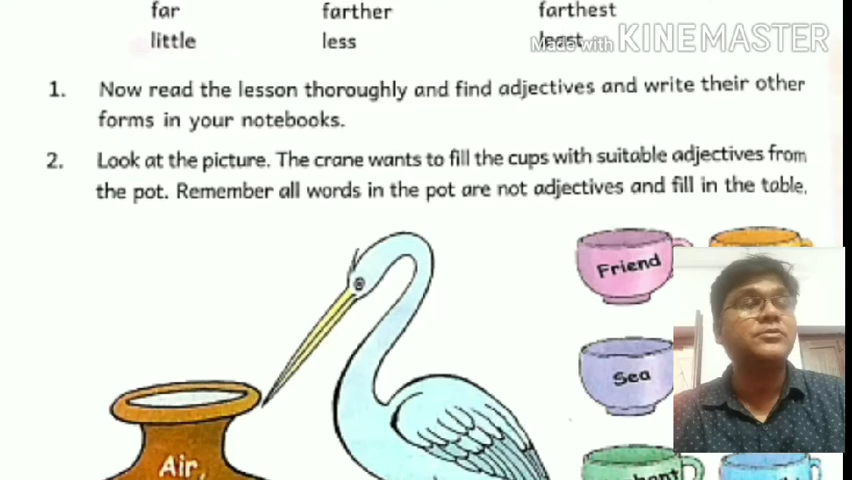 far farther farthest
little less least
Made with KINEMASTER
1. Now read the lesson thoroughly and find adjectives and write their other
forms in your notebooks.
2. Look at the picture. The crane wants to fill the cups with suitable adjectives from
the pot. Remember all words in the pot are not adjectives and fill in the table.
Friend
Sea
Air,